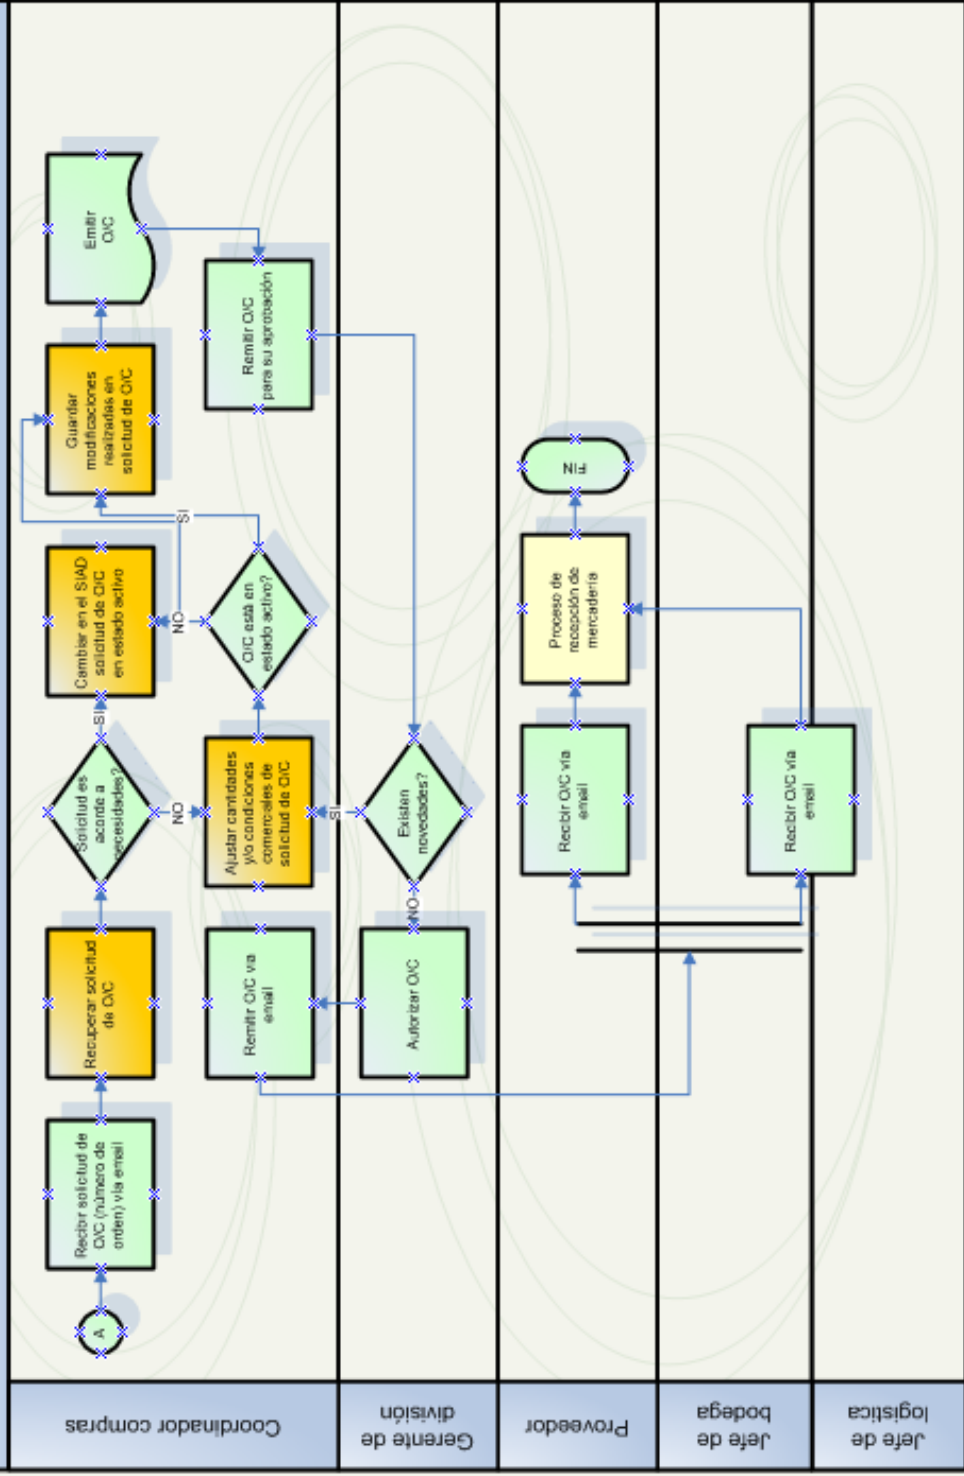 A
Recibir solicitud de
O/C (número de
orden) vía email
Recuperar solicitud
de O/C
Solicitud es
acorde a
necesidades?
SI
NO
Cambiar en el SIAD
solicitud de O/C
en estado activo
Guardar
modificaciones
realizadas en
solicitud de O/C
Emitir
O/C
Remitir O/C vía
email
Ajustar cantidades
y/o condiciones
comerciales de
solicitud de O/C
O/C está en
estado activo?
NO
SI
Remitir O/C
para su aprobación
Autorizar O/C
NO
Existen
novedades?
SI
Recibir O/C vía
email
Proceso de
recepción de
mercadería
FIN
Recibir O/C vía
email
Coordinador compras
Gerente de
división
Proveedor
Jefe de
bodega
Jefe de
logística